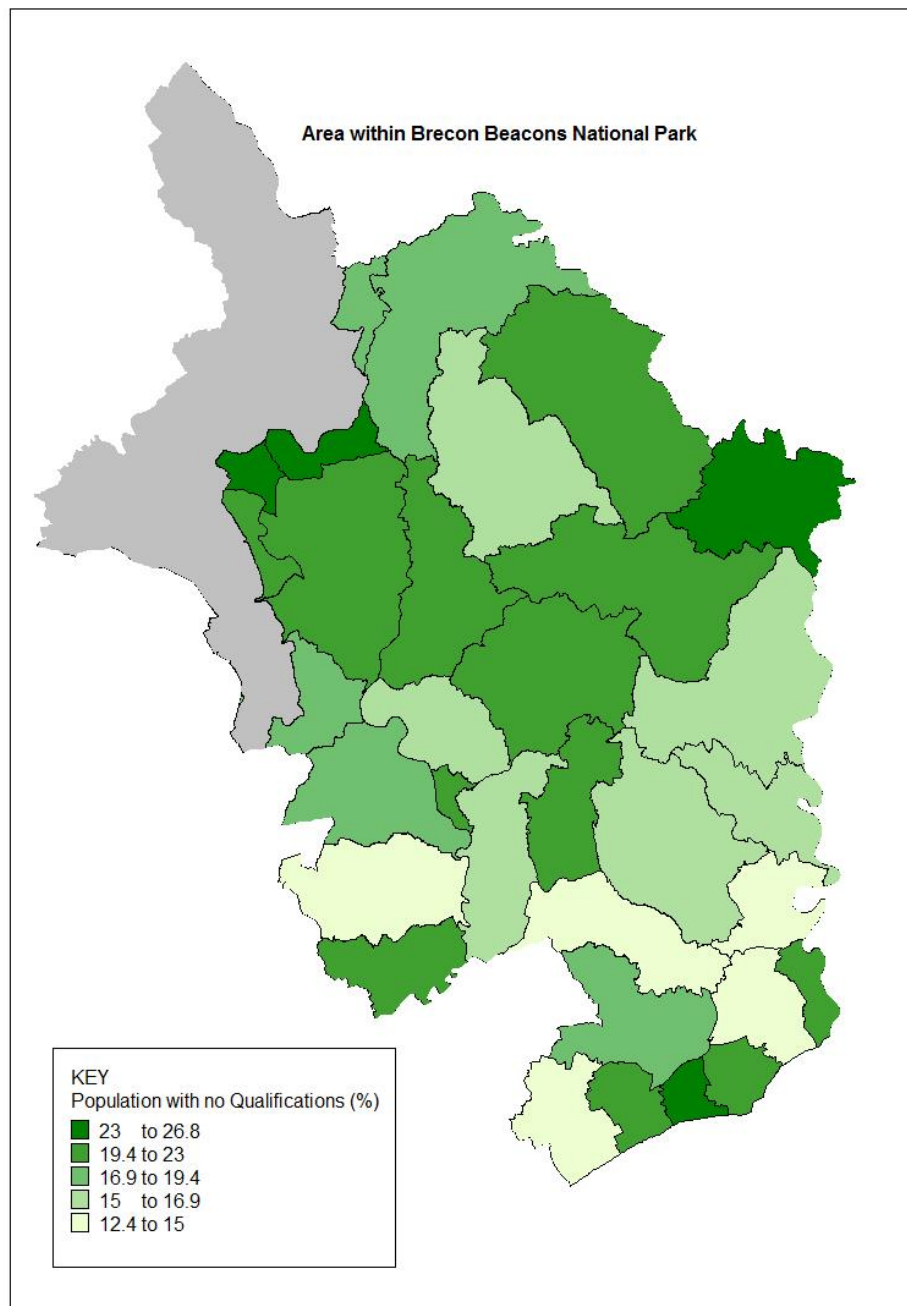 Area within Brecon Beacons National Park
KEY
Population with no Qualifications (%)
23 to 26.8
19.4 to 23
16.9 to 19.4
15 to 16.9
12.4 to 15